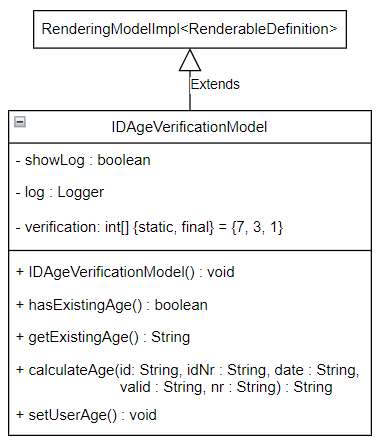 RenderingModelImpl<RenderableDefinition>
Extends
IDAgeVerificationModel
- showLog : boolean
- log : Logger
- verification: int[] {static, final} = {7, 3, 1}
+ IDAgeVerificationModel() : void
+ hasExistingAge() : boolean
+ getExistingAge() : String
+ calculateAge(id: String, idNr : String, date : String,
valid : String, nr : String) : String
+ setUserAge() : void